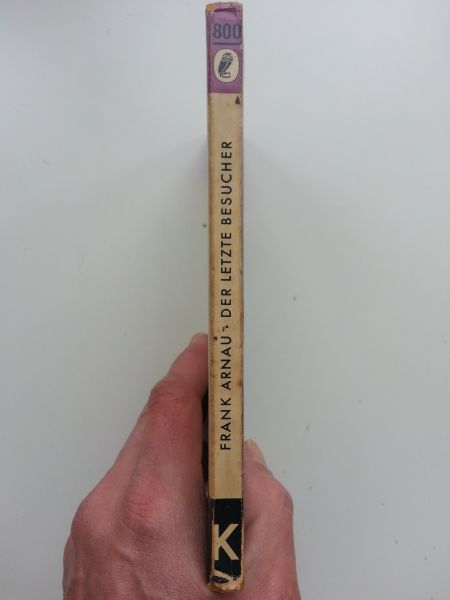 800
FRANK ARNAU - DER LETZTE BESUCHER
K